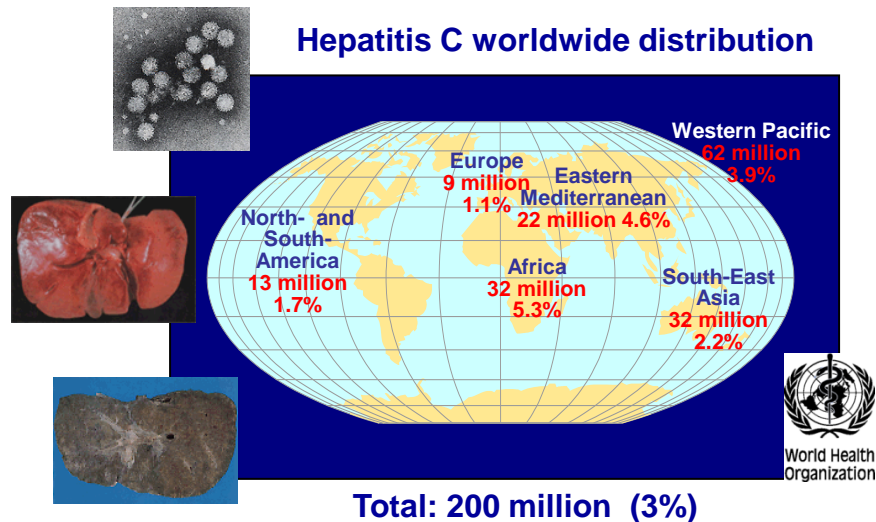 Hepatitis C worldwide distribution
Western Pacific
62 million
3.9%
Europe
9 million
1.1%
Eastern
Mediterranean
22 million 4.6%
North- and
South-
America
13 million
1.7%
Africa
32 million
5.3%
South-East
Asia
32 million
2.2%
World Health
Organization
Total: 200 million (3%)